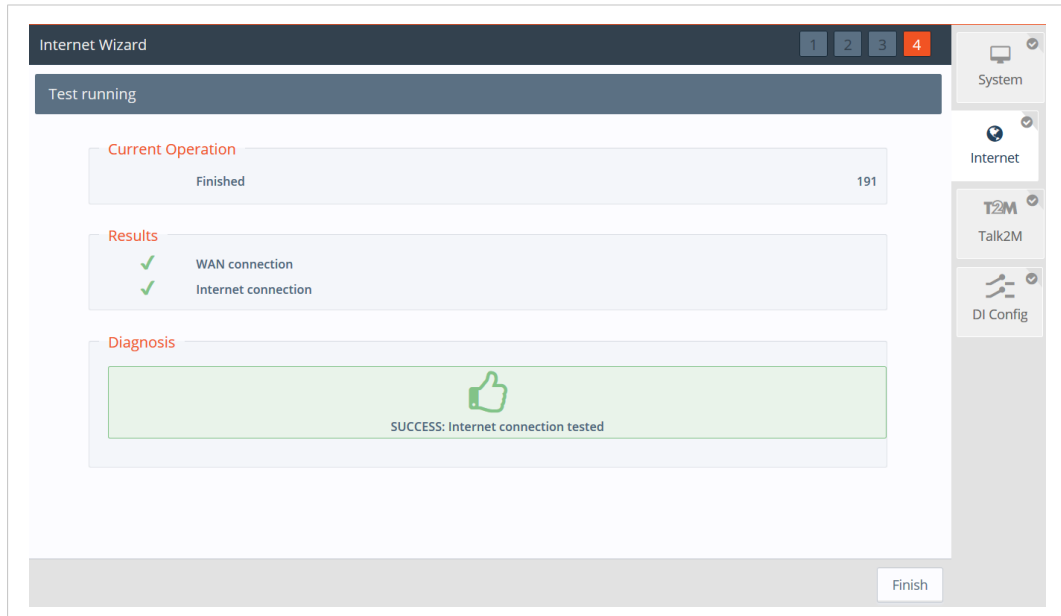 Internet Wizard
1 2 3 4
Test running
Current Operation
Finished 191
Results
WAN connection
Internet connection
Diagnosis
SUCCESS: Internet connection tested
Finish
System
Internet
T2M
Talk2M
DI Config